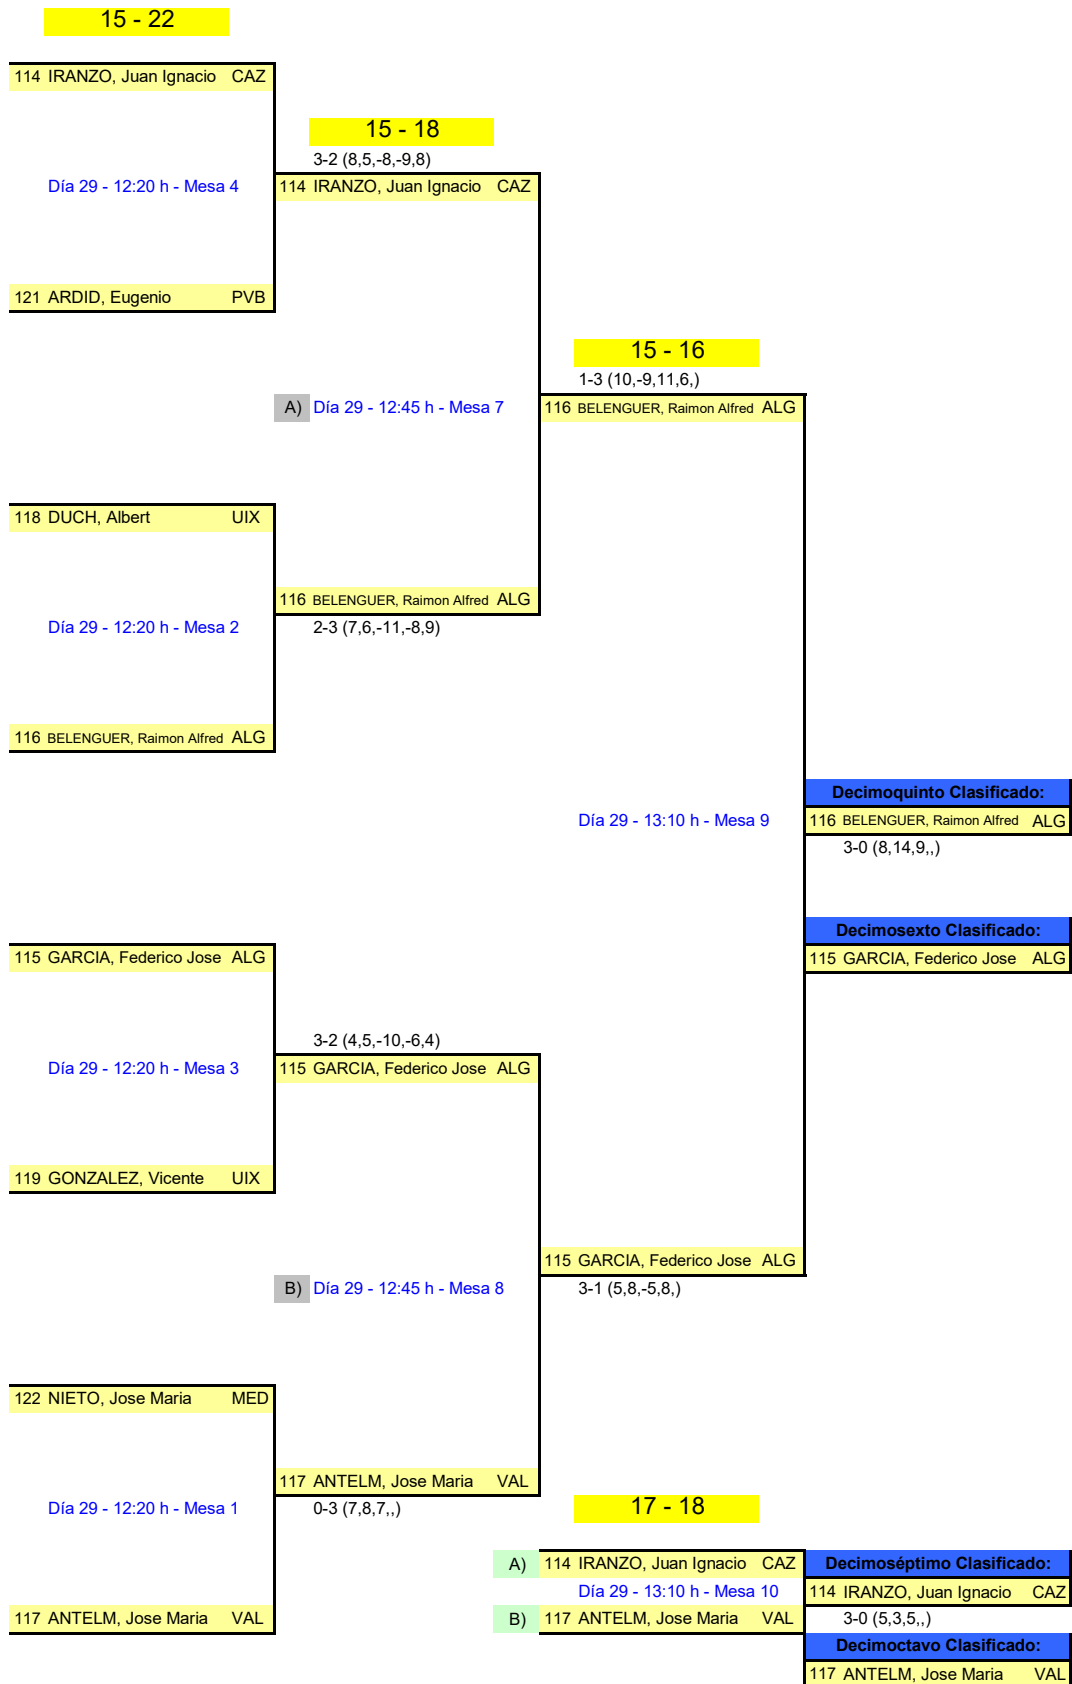 15 - 22
114 IRANZO, Juan Ignacio CAZ
15 - 18
3-2 (8,5,-8,-9,8)
Día 29 - 12:20 h - Mesa 4
114 IRANZO, Juan Ignacio CAZ
121 ARDID, Eugenio PVB
15 - 16
1-3 (10,-9,11,6,)
A) Día 29 - 12:45 h - Mesa 7
116 BELENGUER, Raimon Alfred ALG
118 DUCH, Albert UIX
116 BELENGUER, Raimon Alfred ALG
Día 29 - 12:20 h - Mesa 2
2-3 (7,6,-11,-8,9)
116 BELENGUER, Raimon Alfred ALG
Decimoquinto Clasificado:
Día 29 - 13:10 h - Mesa 9
116 BELENGUER, Raimon Alfred ALG
3-0 (8,14,9,,)
Decimosexto Clasificado:
115 GARCIA, Federico Jose ALG
115 GARCIA, Federico Jose ALG
3-2 (4,5,-10,-6,4)
Día 29 - 12:20 h - Mesa 3
115 GARCIA, Federico Jose ALG
119 GONZALEZ, Vicente UIX
115 GARCIA, Federico Jose ALG
B) Día 29 - 12:45 h - Mesa 8
3-1 (5,8,-5,8,)
122 NIETO, Jose Maria MED
117 ANTELM, Jose Maria VAL
Día 29 - 12:20 h - Mesa 1
0-3 (7,8,7,,)
17 - 18
A) 114 IRANZO, Juan Ignacio CAZ
Decimoséptimo Clasificado:
Día 29 - 13:10 h - Mesa 10
114 IRANZO, Juan Ignacio CAZ
117 ANTELM, Jose Maria VAL
B) 117 ANTELM, Jose Maria VAL
3-0 (5,3,5,,)
Decimoctavo Clasificado:
117 ANTELM, Jose Maria VAL